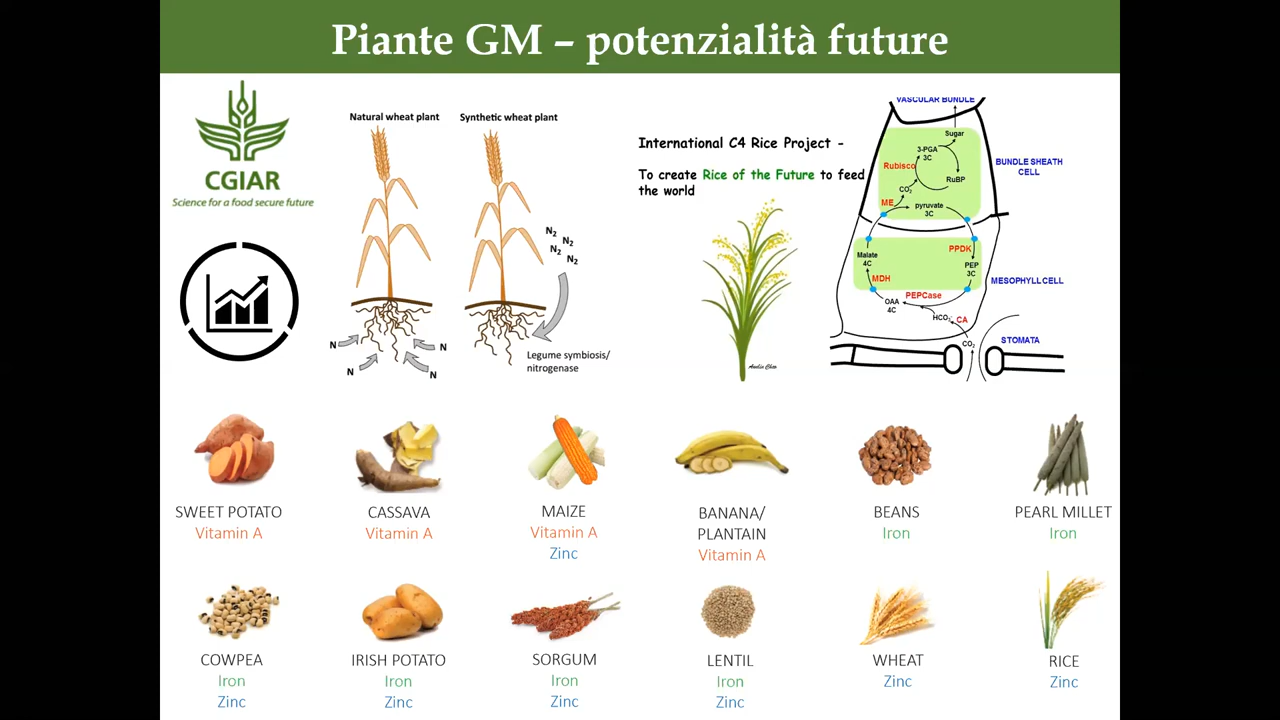 Piante GM – potenzialità future
CGIAR
Science for a food secure future
Natural wheat plant
Synthetic wheat plant
N2
N2
N2
N2
N
N
N
N
Legume symbiosis/
nitrogenase
International C4 Rice Project -
To create Rice of the Future to feed
the world
Amélie Chao
VASCULAR BUNDLE
Sugar
3-PGA
3C
Rubisco
RuBP
CO2
ME
pyruvate
3C
BUNDLE SHEATH
CELL
PPDK
Malate
4C
PEP
3C
MDH
MESOPHYLL CELL
PEPCase
OAA
4C
HCO3-
CA
CO2
STOMATA
SWEET POTATO
Vitamin A
CASSAVA
Vitamin A
MAIZE
Vitamin A
Zinc
BANANA/
PLANTAIN
Vitamin A
BEANS
Iron
PEARL MILLET
Iron
COWPEA
Iron
Zinc
IRISH POTATO
Iron
Zinc
SORGUM
Iron
Zinc
LENTIL
Iron
Zinc
WHEAT
Zinc
RICE
Zinc